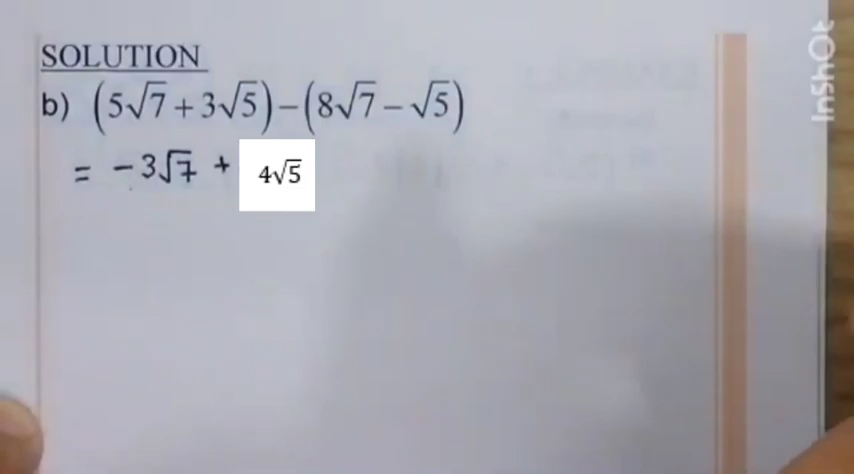 SOLUTION
b) (5√7 + 3√5) − (8√7 − √5)
= −3√7 + 4√5
InShOt